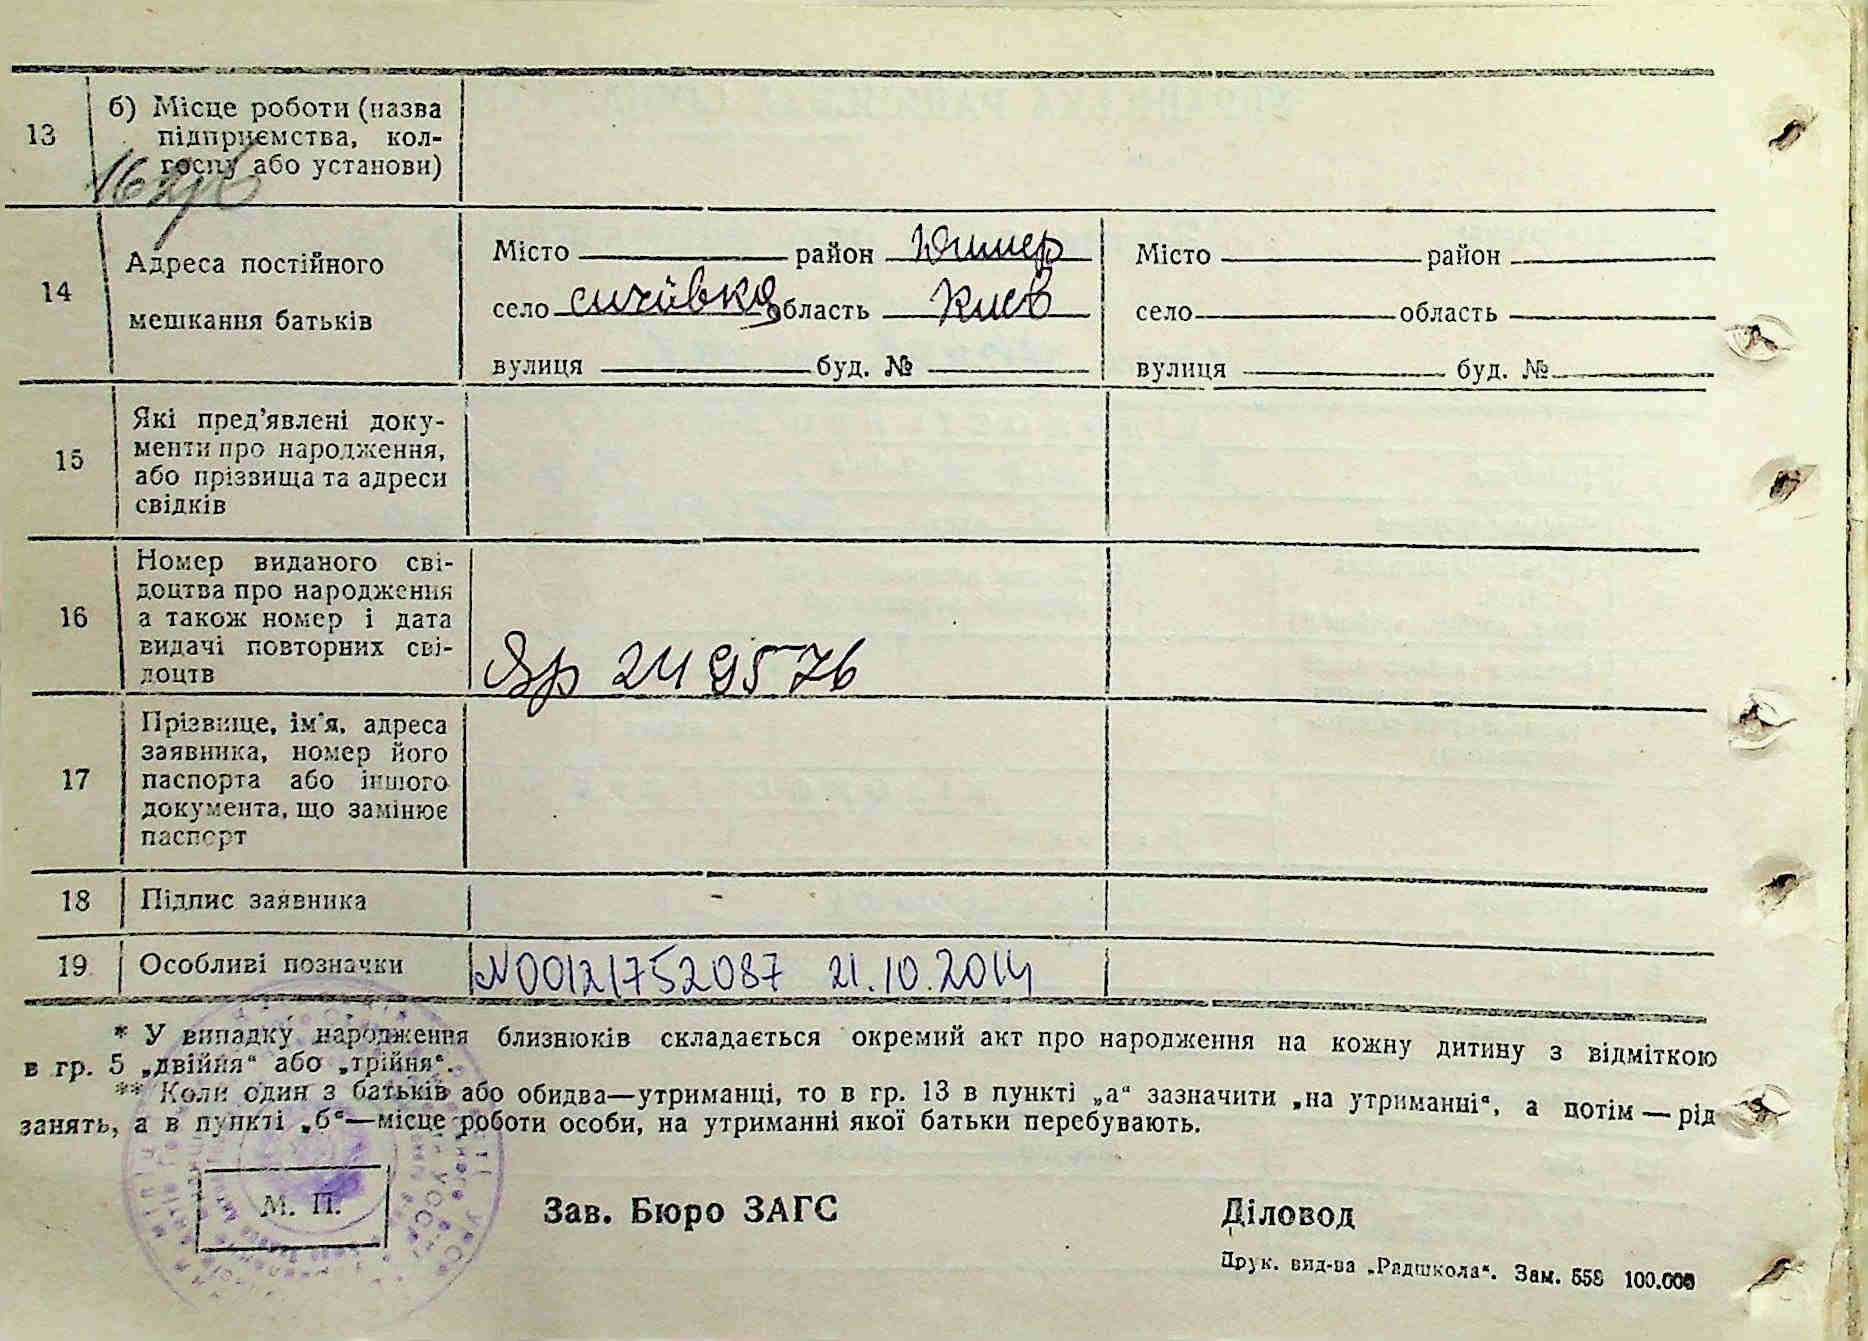 13
б) Місце роботи (назва
підприємства, кол-
госпу або установи)
14
Адреса постійного
мешкання батьків
Місто район Димер
село сичівка область Киев
вулиця буд. №
Місто район
село область
вулиця буд. №
15
Які пред’явлені доку-
менти про народження,
або прізвища та адреси
свідків
16
Номер виданого сві-
доцтва про народження
а також номер і дата
видачі повторних сві-
доцтв
249576
17
Прізвище, ім’я, адреса
заявника, номер його
паспорта або іншого
документа, що замінює
паспорт
18 Підпис заявника
19 Особливі позначки N00121752087 21.10.2014
* У випадку народження близнюків складається окремий акт про народження на кожну дитину з відміткою
в гр. 5 „двійня“ або „трійня“.
** Коли один з батьків або обидва—утриманці, то в гр. 13 в пункті „а“ зазначити „на утриманні“, а потім — рід
занять, а в пункті „б“—місце роботи особи, на утриманні якої батьки перебувають.
М. П.
Зав. Бюро ЗАГС
Діловод
Друк. вид-ва „Радшкола“. Зам. 558 100.000